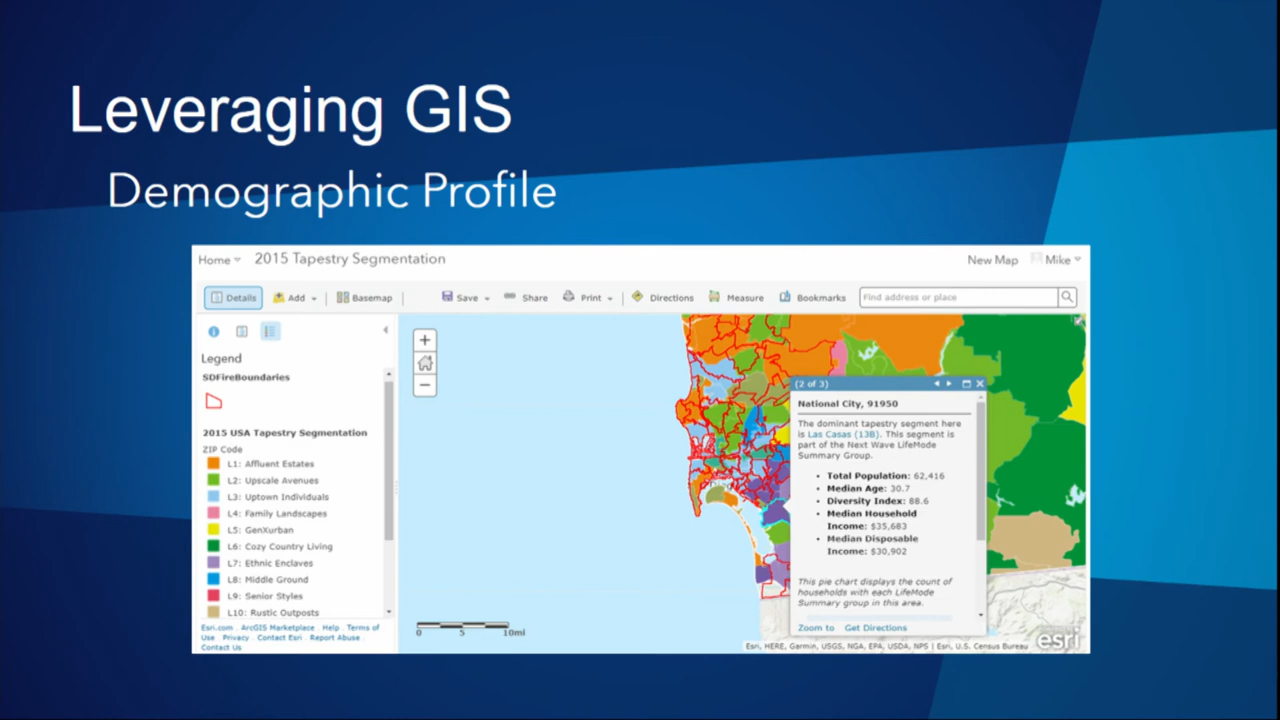 Leveraging GIS
Demographic Profile
Home 2015 Tapestry Segmentation New Map Mike
Details Add Basemap Save Share Print Directions Measure Bookmarks Find address or place
Legend
SDFireBoundaries
2015 USA Tapestry Segmentation
ZIP Code
L1: Affluent Estates
L2: Upscale Avenues
L3: Uptown Individuals
L4: Family Landscapes
L5: GenXurban
L6: Cozy Country Living
L7: Ethnic Enclaves
L8: Middle Ground
L9: Senior Styles
L10: Rustic Outposts
Esri.com . ArcGIS Marketplace . Help . Terms of
Use . Privacy . Contact Esri . Report Abuse .
Contact Us
+
−
0 5 10mi
(2 of 3)
National City, 91950
The dominant tapestry segment here
is Las Casas (13B). This segment is
part of the Next Wave LifeMode
Summary Group.
• Total Population: 62,416
• Median Age: 30.7
• Diversity Index: 88.6
• Median Household
Income: $35,683
• Median Disposable
Income: $30,902
This pie chart displays the count of
households with each LifeMode
Summary group in this area.
Zoom to Get Directions
esri
Esri, HERE, Garmin, USGS, NGA, EPA, USDA, NPS | Esri, U.S. Census Bureau